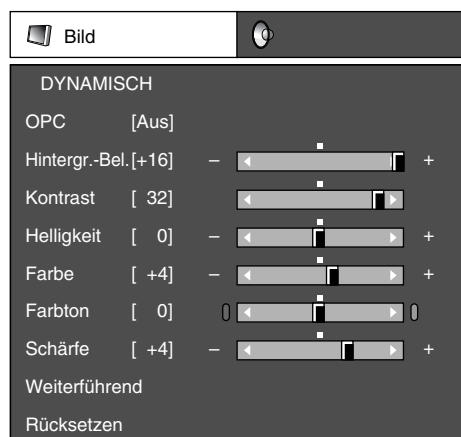 Bild
DYNAMISCH
OPC [Aus]
Hintergr.-Bel. [+16] – +
Kontrast [ 32]
Helligkeit [ 0] – +
Farbe [ +4] – +
Farbton [ 0]
Schärfe [ +4] – +
Weiterführend
Rücksetzen